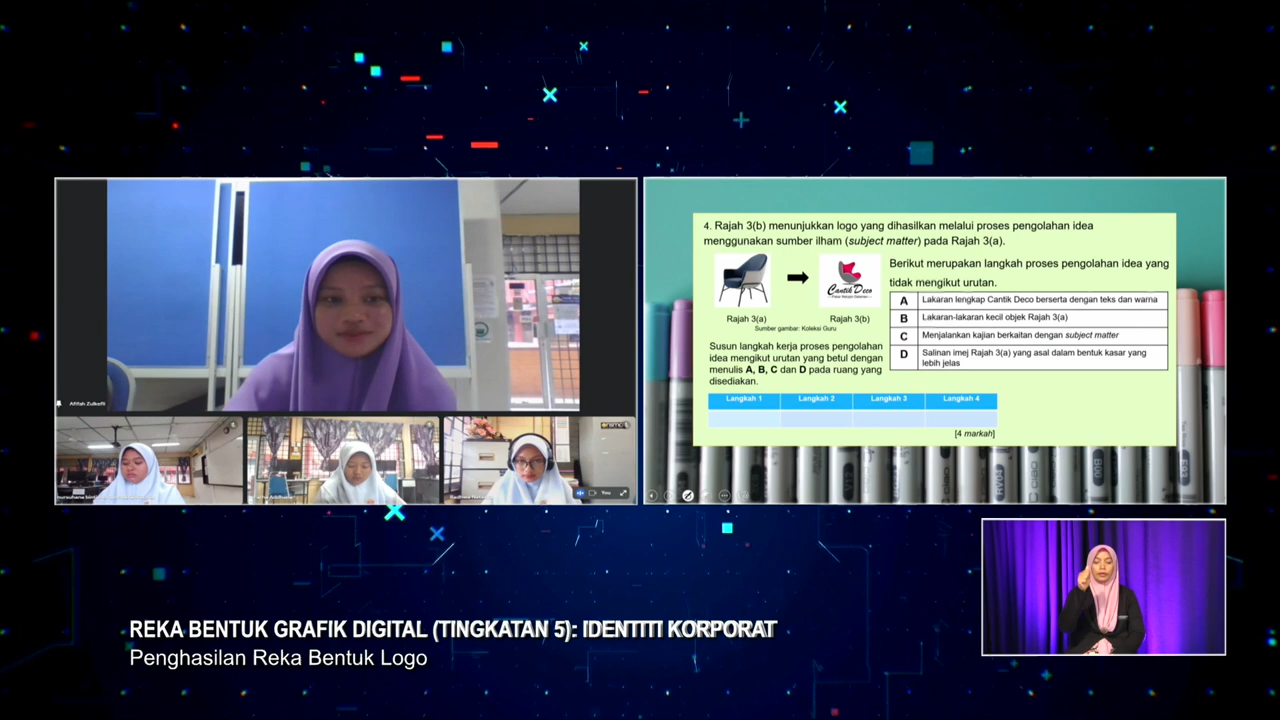 Afifah Zulkafli
You
4. Rajah 3(b) menunjukkan logo yang dihasilkan melalui proses pengolahan idea
menggunakan sumber ilham (subject matter) pada Rajah 3(a).
Cantik Deco
Rajah 3(a)
Rajah 3(b)
Sumber gambar: Koleksi Guru
Susun langkah kerja proses pengolahan
idea mengikut urutan yang betul dengan
menulis A, B, C dan D pada ruang yang
disediakan.
Berikut merupakan langkah proses pengolahan idea yang
tidak mengikut urutan.
A Lakaran lengkap Cantik Deco berserta dengan teks dan warna
B Lakaran-lakaran kecil objek Rajah 3(a)
C Menjalankan kajian berkaitan dengan subject matter
D Salinan imej Rajah 3(a) yang asal dalam bentuk kasar yang
lebih jelas
Langkah 1 Langkah 2 Langkah 3 Langkah 4
[4 markah]
REKA BENTUK GRAFIK DIGITAL (TINGKATAN 5): IDENTITI KORPORAT
Penghasilan Reka Bentuk Logo